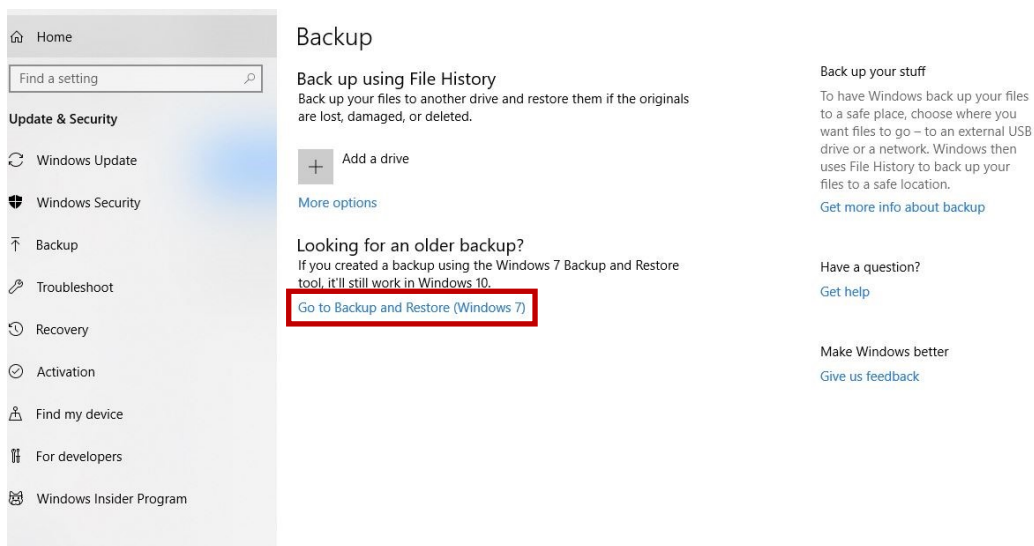 Home
Find a setting
Update & Security
Windows Update
Windows Security
Backup
Troubleshoot
Recovery
Activation
Find my device
For developers
Windows Insider Program
Backup
Back up using File History
Back up your files to another drive and restore them if the originals
are lost, damaged, or deleted.
Add a drive
More options
Looking for an older backup?
If you created a backup using the Windows 7 Backup and Restore
tool, it'll still work in Windows 10.
Go to Backup and Restore (Windows 7)
Back up your stuff
To have Windows back up your files
to a safe place, choose where you
want files to go – to an external USB
drive or a network. Windows then
uses File History to back up your
files to a safe location.
Get more info about backup
Have a question?
Get help
Make Windows better
Give us feedback